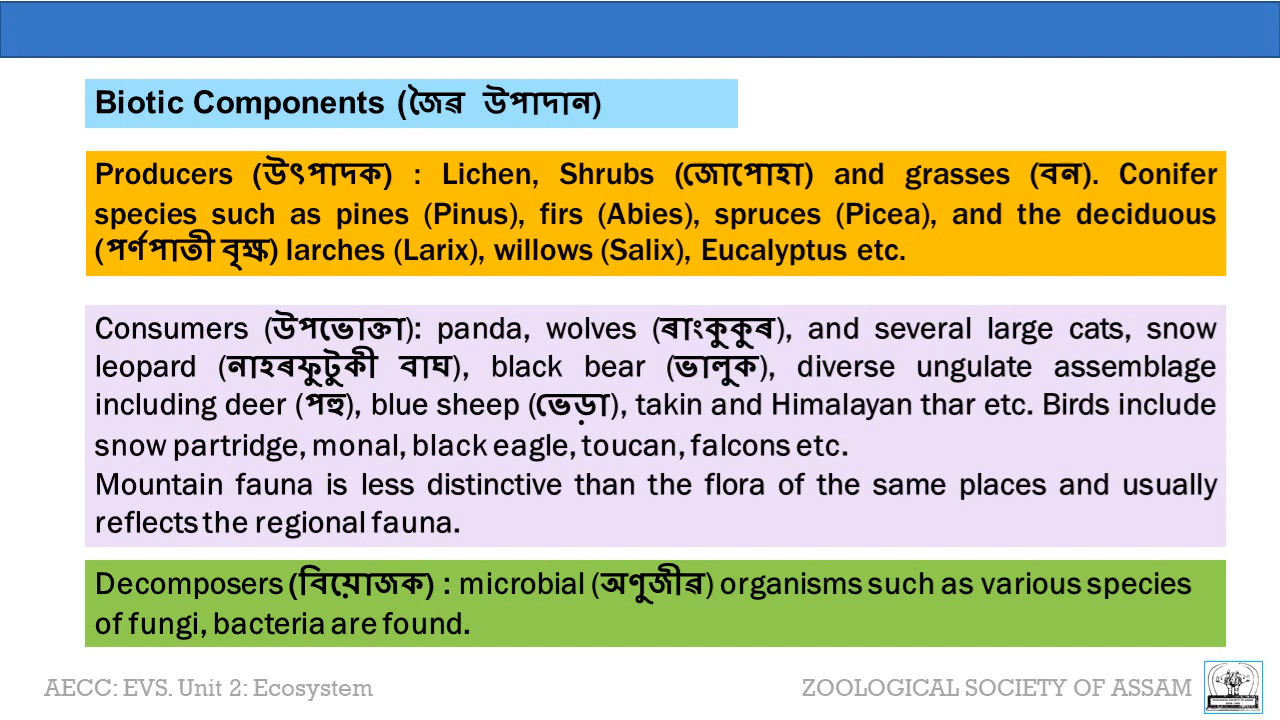 Biotic Components (জৈৱ উপাদান)
Producers (উৎপাদক) : Lichen, Shrubs (জোপোহা) and grasses (বন). Conifer
species such as pines (Pinus), firs (Abies), spruces (Picea), and the deciduous
(পৰ্ণপাতী বৃক্ষ) larches (Larix), willows (Salix), Eucalyptus etc.
Consumers (উপভোক্তা): panda, wolves (ৰাংকুকুৰ), and several large cats, snow
leopard (নাহৰফুটুকী বাঘ), black bear (ভালুক), diverse ungulate assemblage
including deer (পহু), blue sheep (ভেড়া), takin and Himalayan thar etc. Birds include
snow partridge, monal, black eagle, toucan, falcons etc.
Mountain fauna is less distinctive than the flora of the same places and usually
reflects the regional fauna.
Decomposers (বিয়োজক) : microbial (অণুজীৱ) organisms such as various species
of fungi, bacteria are found.
AECC: EVS. Unit 2: Ecosystem
ZOOLOGICAL SOCIETY OF ASSAM